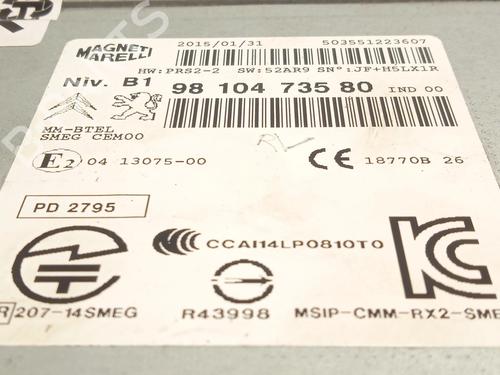 MAGNETI
MARELLI
2015/01/31 503551223607
HW:PRS2-2 SW:52AR9 SN°:JF+H5LX1R
Niv. B1
98 104 735 80 IND 00
MM-BTEL
SMEG CEM00
E2 04 13075-00
CE 18770B 26
PD 2795
CCAI14LP0810T0
R 207-14SMEG
R43998
MSIP-CMM-RX2-SME